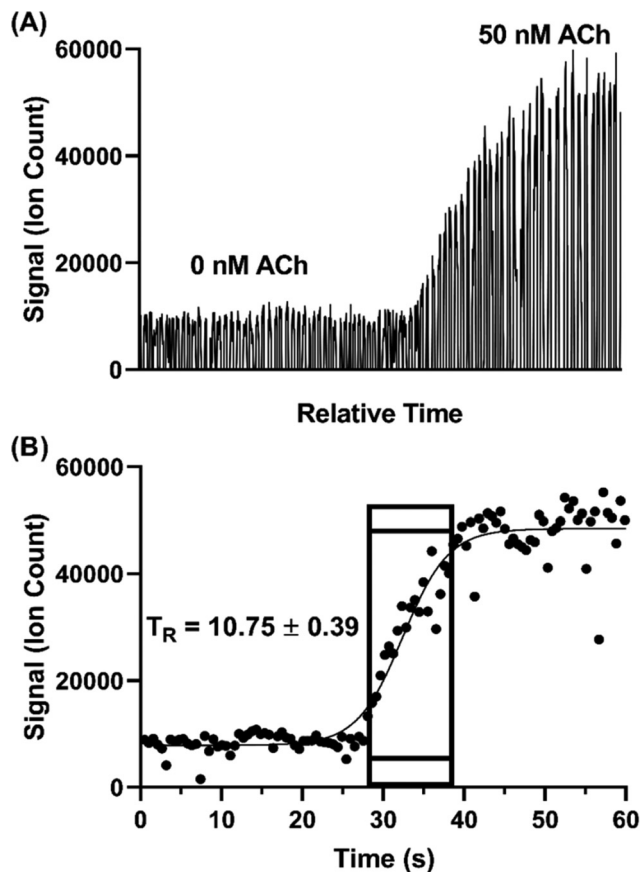 (A)
60000
40000
20000
0
Signal (Ion Count)
50 nM ACh
0 nM ACh
Relative Time
(B)
60000
40000
20000
0
Signal (Ion Count)
T_R = 10.75 ± 0.39
0 10 20 30 40 50 60
Time (s)